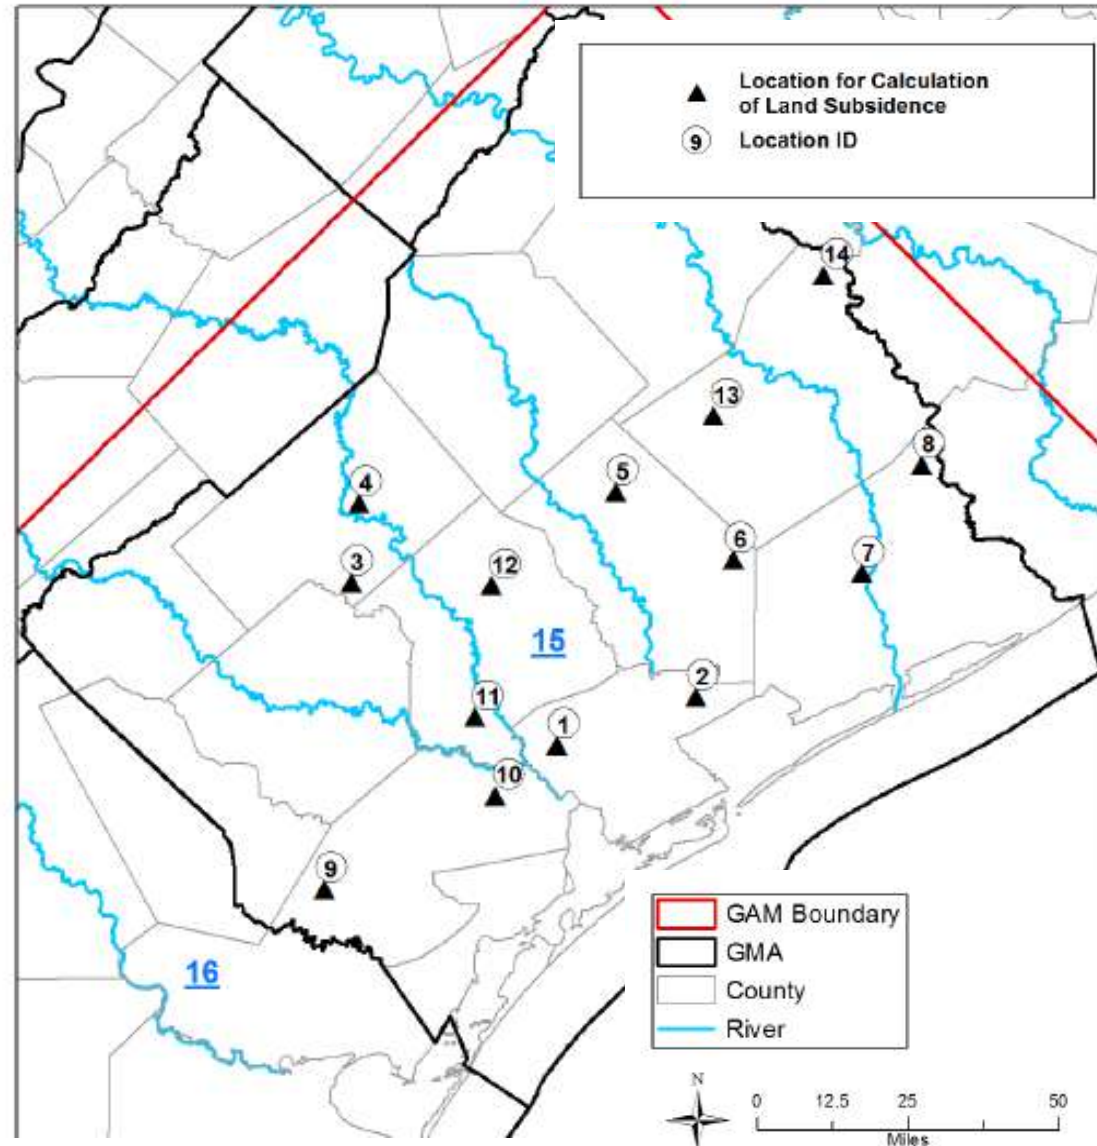 Location for Calculation
of Land Subsidence
9 Location ID
14
13
8
5
4
6
7
3
12
15
2
11
1
10
9
16
GAM Boundary
GMA
County
River
N
0 12.5 25 50
Miles